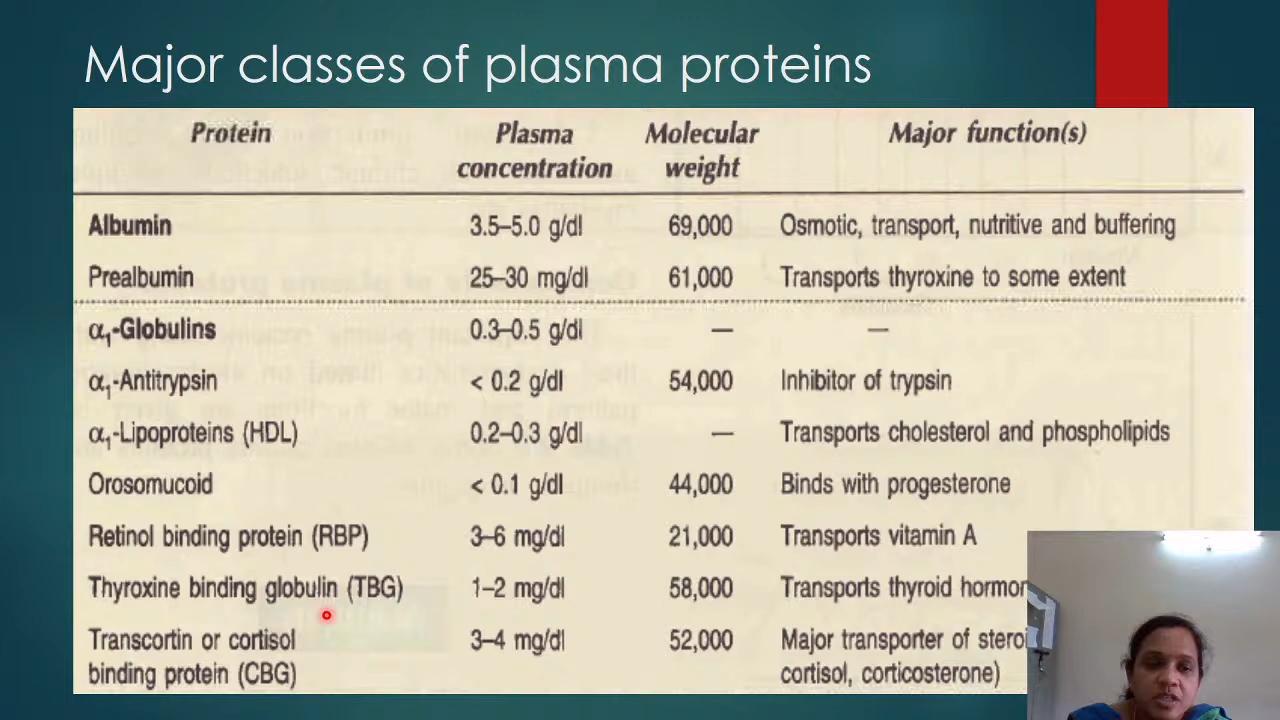 Major classes of plasma proteins
Protein Plasma concentration Molecular weight Major function(s)
Albumin 3.5–5.0 g/dl 69,000 Osmotic, transport, nutritive and buffering
Prealbumin 25–30 mg/dl 61,000 Transports thyroxine to some extent
α₁-Globulins 0.3–0.5 g/dl — —
α₁-Antitrypsin < 0.2 g/dl 54,000 Inhibitor of trypsin
α₁-Lipoproteins (HDL) 0.2–0.3 g/dl — Transports cholesterol and phospholipids
Orosomucoid < 0.1 g/dl 44,000 Binds with progesterone
Retinol binding protein (RBP) 3–6 mg/dl 21,000 Transports vitamin A
Thyroxine binding globulin (TBG) 1–2 mg/dl 58,000 Transports thyroid
Transcortin or cortisol 3–4 mg/dl 52,000 Major transporter of
binding protein (CBG) cortisol, corticosterone)